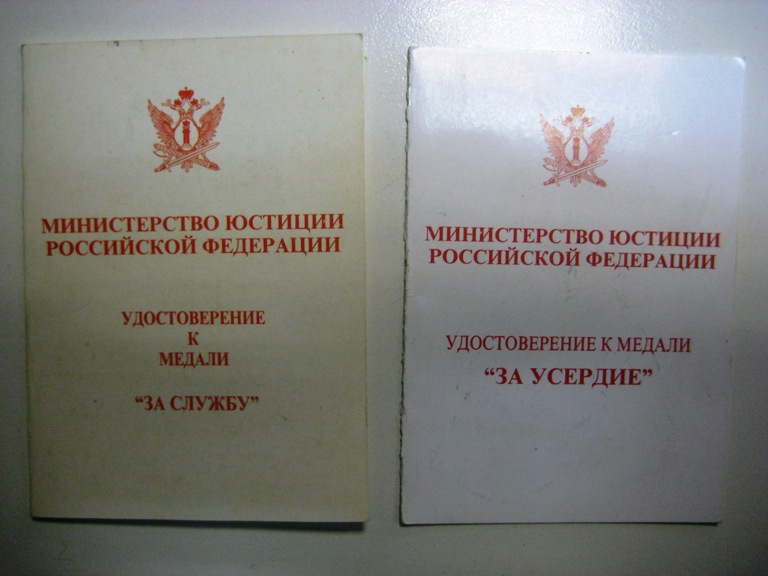 МИНИСТЕРСТВО ЮСТИЦИИ
РОССИЙСКОЙ ФЕДЕРАЦИИ
УДОСТОВЕРЕНИЕ
К
МЕДАЛИ
“ЗА СЛУЖБУ”
МИНИСТЕРСТВО ЮСТИЦИИ
РОССИЙСКОЙ ФЕДЕРАЦИИ
УДОСТОВЕРЕНИЕ К МЕДАЛИ
“ЗА УСЕРДИЕ”